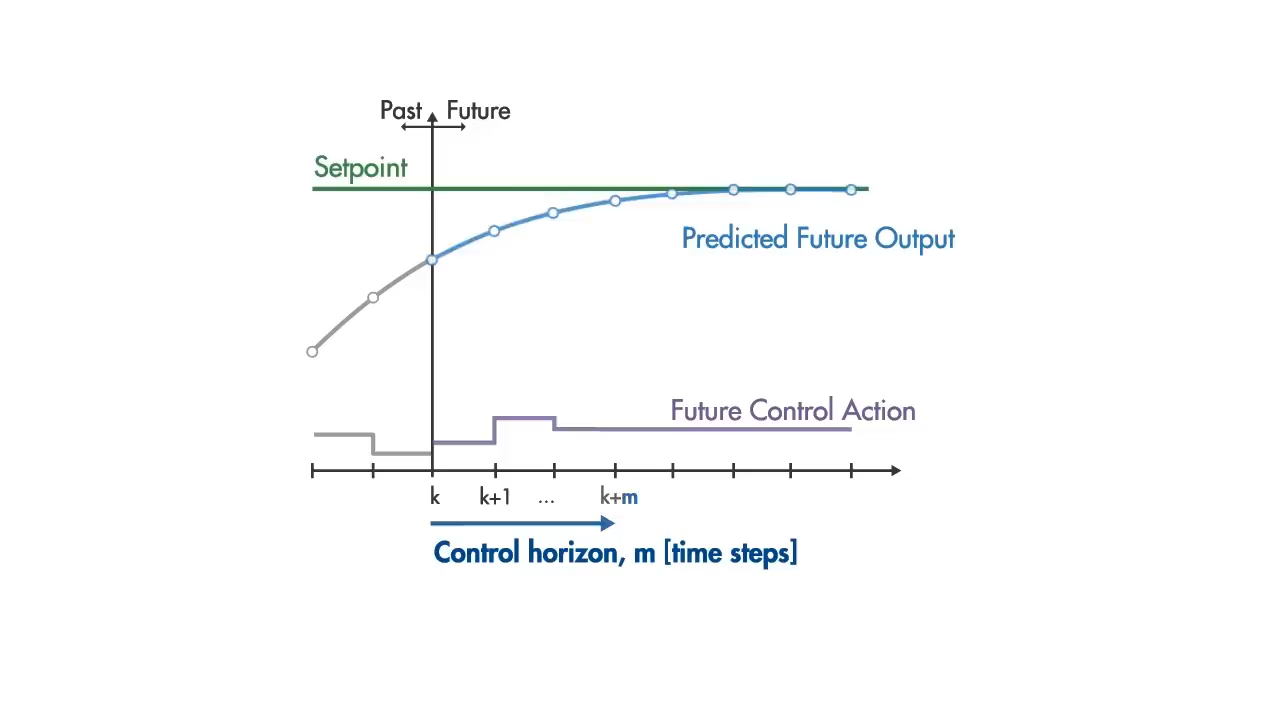 Past Future
Setpoint
Predicted Future Output
Future Control Action
k k+1 ... k+m
Control horizon, m [time steps]